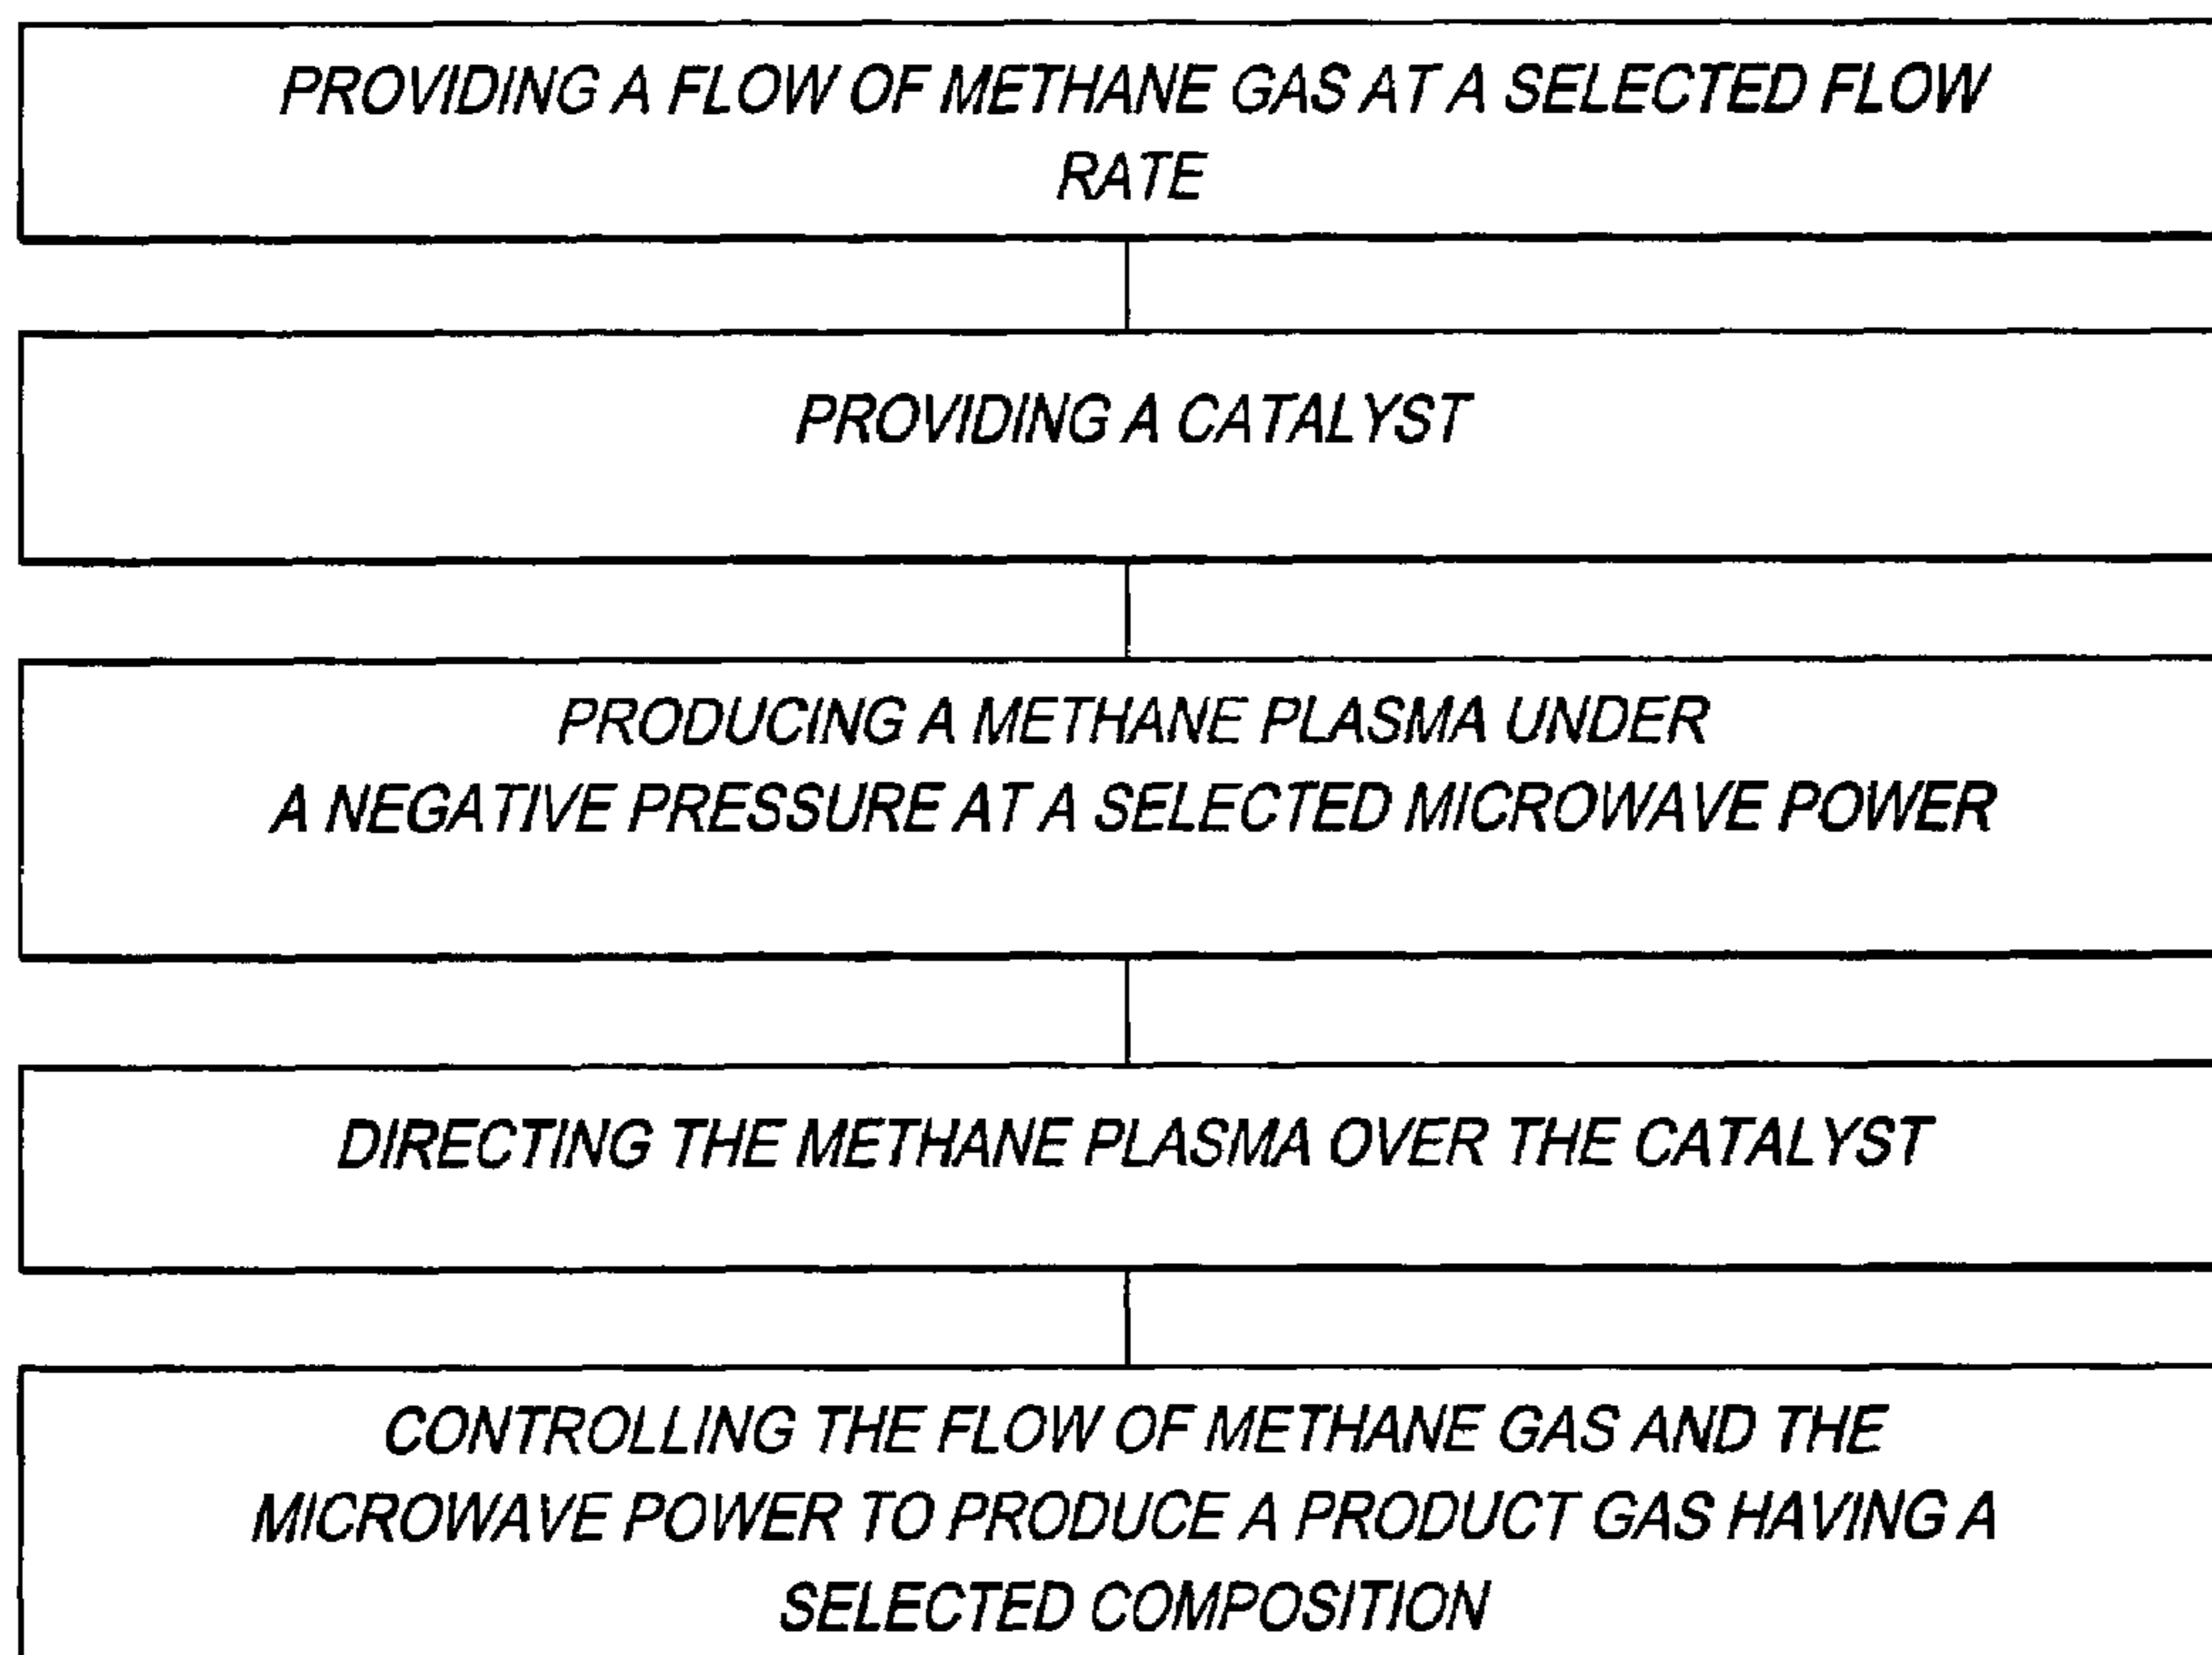 PROVIDING A FLOW OF METHANE GAS AT A SELECTED FLOW
RATE
PROVIDING A CATALYST
PRODUCING A METHANE PLASMA UNDER
A NEGATIVE PRESSURE AT A SELECTED MICROWAVE POWER
DIRECTING THE METHANE PLASMA OVER THE CATALYST
CONTROLLING THE FLOW OF METHANE GAS AND THE
MICROWAVE POWER TO PRODUCE A PRODUCT GAS HAVING A
SELECTED COMPOSITION